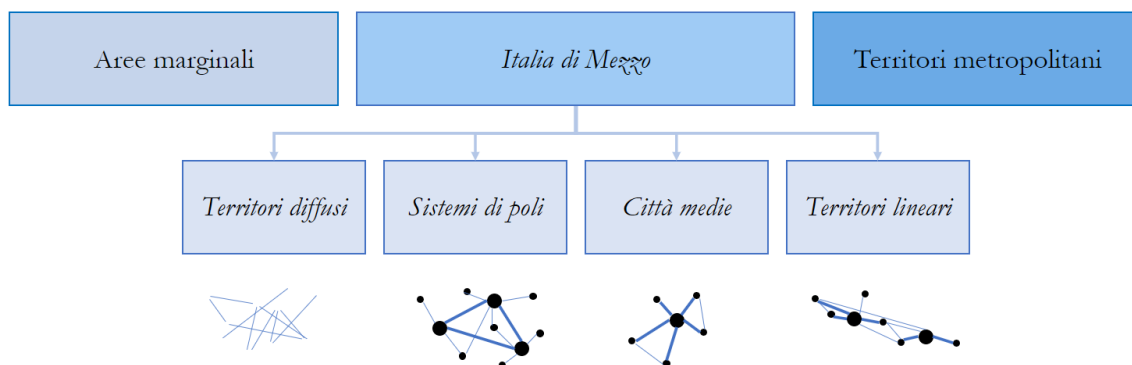 Aree marginali
Italia di Mezzo
Territori metropolitani
Territori diffusi
Sistemi di poli
Città medie
Territori lineari